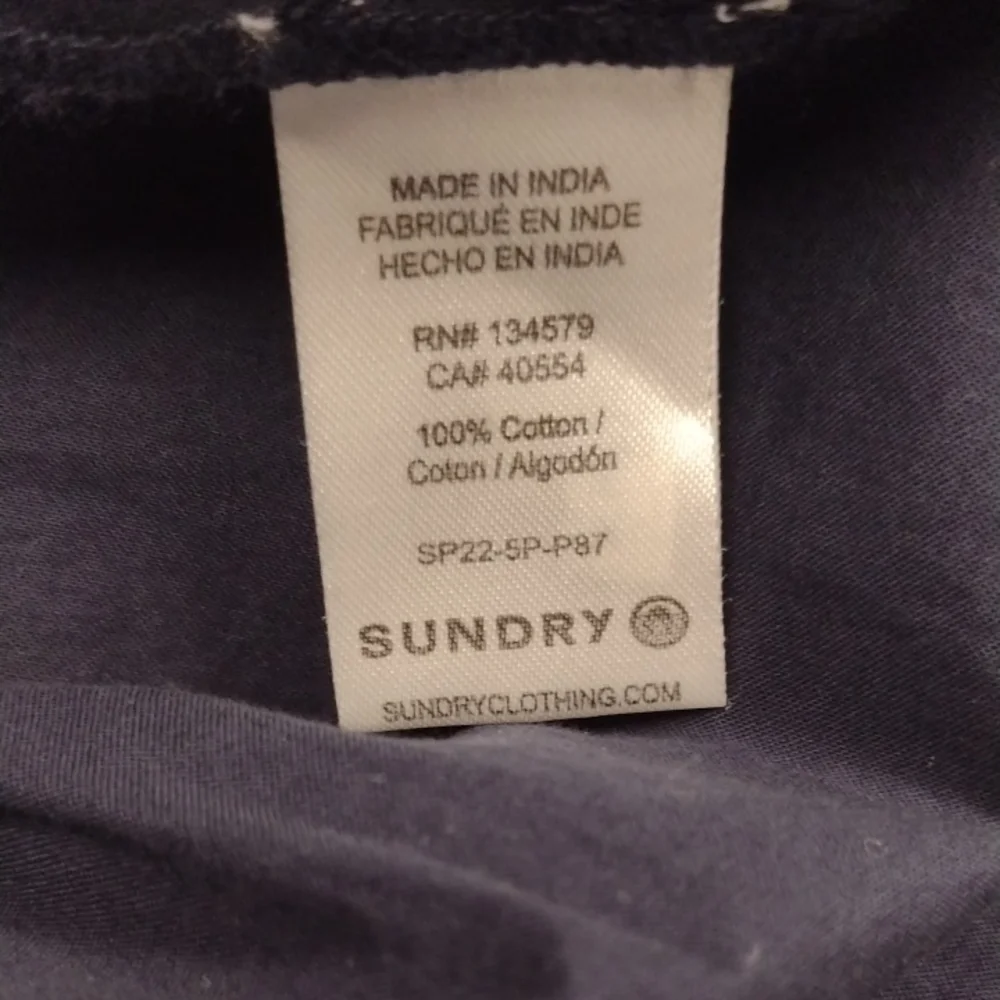 MADE IN INDIA
FABRIQUÉ EN INDE
HECHO EN INDIA
RN# 134579
CA# 40554
100% Cotton /
Coton / Algodón
SP22-5P-P87
SUNDRY
SUNDRYCLOTHING.COM